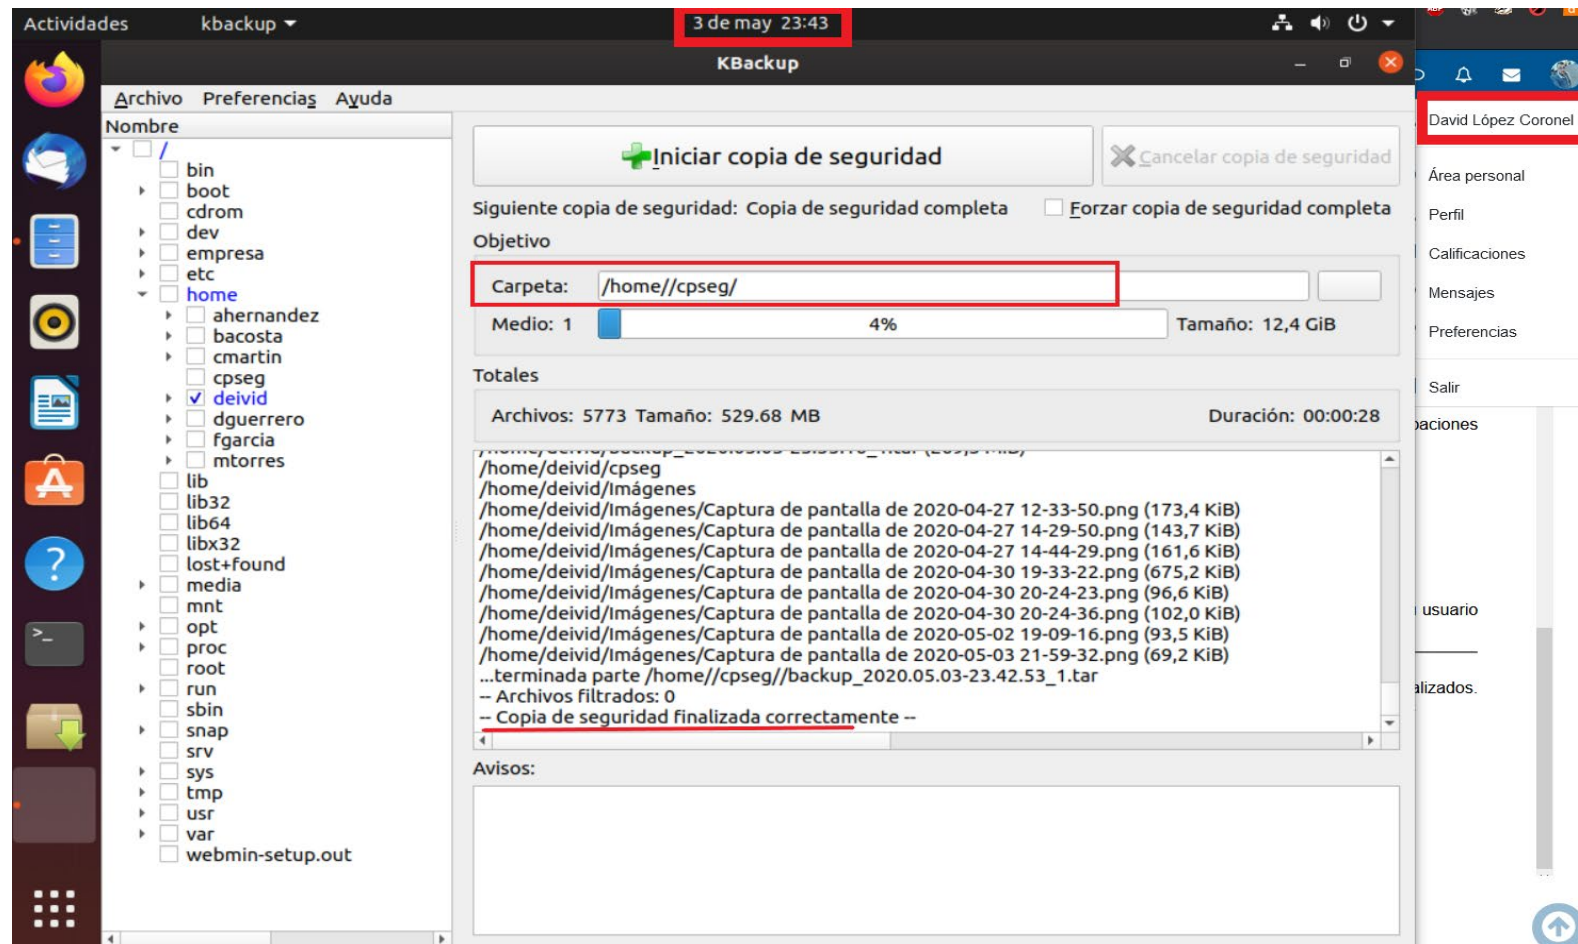 Actividades
kbackup
3 de may 23:43
KBackup
Archivo Preferencias Ayuda
Nombre
/
bin
boot
cdrom
dev
empresa
etc
home
ahernandez
bacosta
cmartin
cpseg
deivid
dguerrero
fgarcia
mtorres
lib
lib32
lib64
libx32
lost+found
media
mnt
opt
proc
root
run
sbin
snap
srv
sys
tmp
usr
var
webmin-setup.out
Iniciar copia de seguridad
Cancelar copia de seguridad
Siguiente copia de seguridad: Copia de seguridad completa
Forzar copia de seguridad completa
Objetivo
Carpeta: /home//cpseg/
Medio: 1 4% Tamaño: 12,4 GiB
Totales
Archivos: 5773 Tamaño: 529.68 MB Duración: 00:00:28
/home/deivid/cpseg
/home/deivid/Imágenes
/home/deivid/Imágenes/Captura de pantalla de 2020-04-27 12-33-50.png (173,4 KiB)
/home/deivid/Imágenes/Captura de pantalla de 2020-04-27 14-29-50.png (143,7 KiB)
/home/deivid/Imágenes/Captura de pantalla de 2020-04-27 14-44-29.png (161,6 KiB)
/home/deivid/Imágenes/Captura de pantalla de 2020-04-30 19-33-22.png (675,2 KiB)
/home/deivid/Imágenes/Captura de pantalla de 2020-04-30 20-24-23.png (96,6 KiB)
/home/deivid/Imágenes/Captura de pantalla de 2020-04-30 20-24-36.png (102,0 KiB)
/home/deivid/Imágenes/Captura de pantalla de 2020-05-02 19-09-16.png (93,5 KiB)
/home/deivid/Imágenes/Captura de pantalla de 2020-05-03 21-59-32.png (69,2 KiB)
...terminada parte /home//cpseg//backup_2020.05.03-23.42.53_1.tar
-- Archivos filtrados: 0
-- Copia de seguridad finalizada correctamente --
Avisos:
David López Coronel
Área personal
Perfil
Calificaciones
Mensajes
Preferencias
Salir
paciones
usuario
alizados.